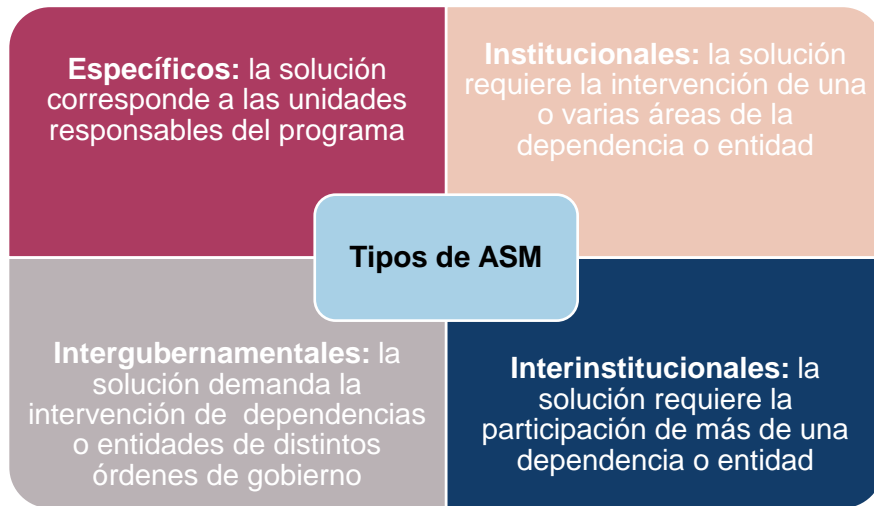 Específicos: la solución
corresponde a las unidades
responsables del programa
Institucionales: la solución
requiere la intervención de una
o varias áreas de la
dependencia o entidad
Tipos de ASM
Intergubernamentales: la
solución demanda la
intervención de dependencias
o entidades de distintos
órdenes de gobierno
Interinstitucionales: la
solución requiere la
participación de más de una
dependencia o entidad